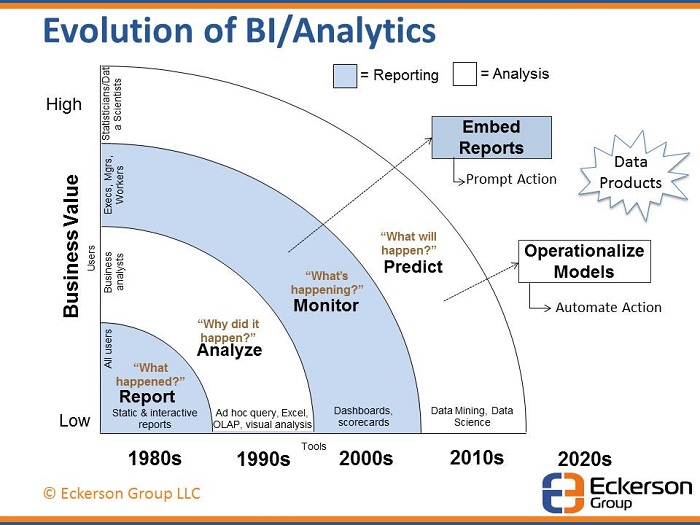 Evolution of BI/Analytics
= Reporting
= Analysis
High
Business Value
Low
Users
Statisticians/Dat
a Scientists
Execs, Mgrs,
Workers
Business
analysts
All users
Embed
Reports
Prompt Action
Data
Products
“What will
happen?”
Predict
Operationalize
Models
Automate Action
“What's
happening?”
Monitor
“Why did it
happen?”
Analyze
“What
happened?”
Report
Static & interactive
reports
Ad hoc query, Excel,
OLAP, visual analysis
Dashboards,
scorecards
Data Mining, Data
Science
Tools
1980s
1990s
2000s
2010s
2020s
© Eckerson Group LLC
Eckerson
Group